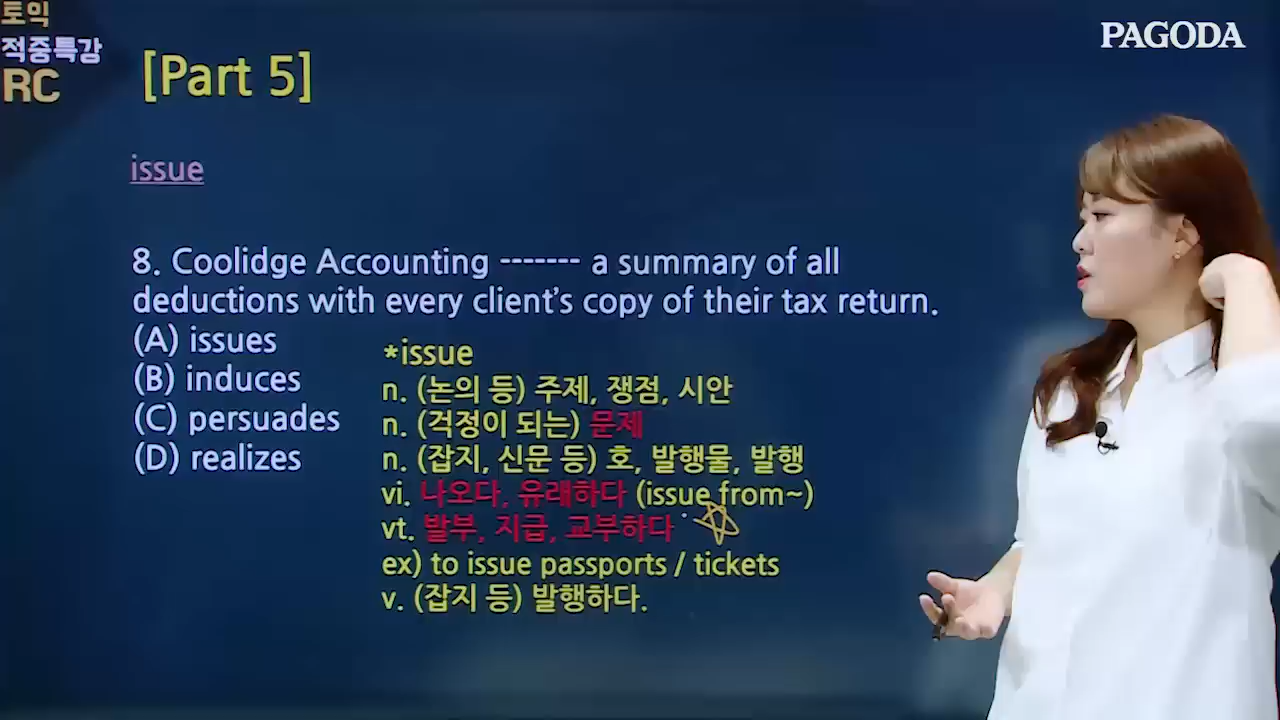 토익
적중특강
RC
PAGODA
[Part 5]
issue
8. Coolidge Accounting ------- a summary of all
deductions with every client's copy of their tax return.
(A) issues
(B) induces
(C) persuades
(D) realizes
*issue
n. (논의 등) 주제, 쟁점, 시안
n. (걱정이 되는) 문제
n. (잡지, 신문 등) 호, 발행물, 발행
vi. 나오다, 유래하다 (issue from~)
vt. 발부, 지급, 교부하다
ex) to issue passports / tickets
v. (잡지 등) 발행하다.